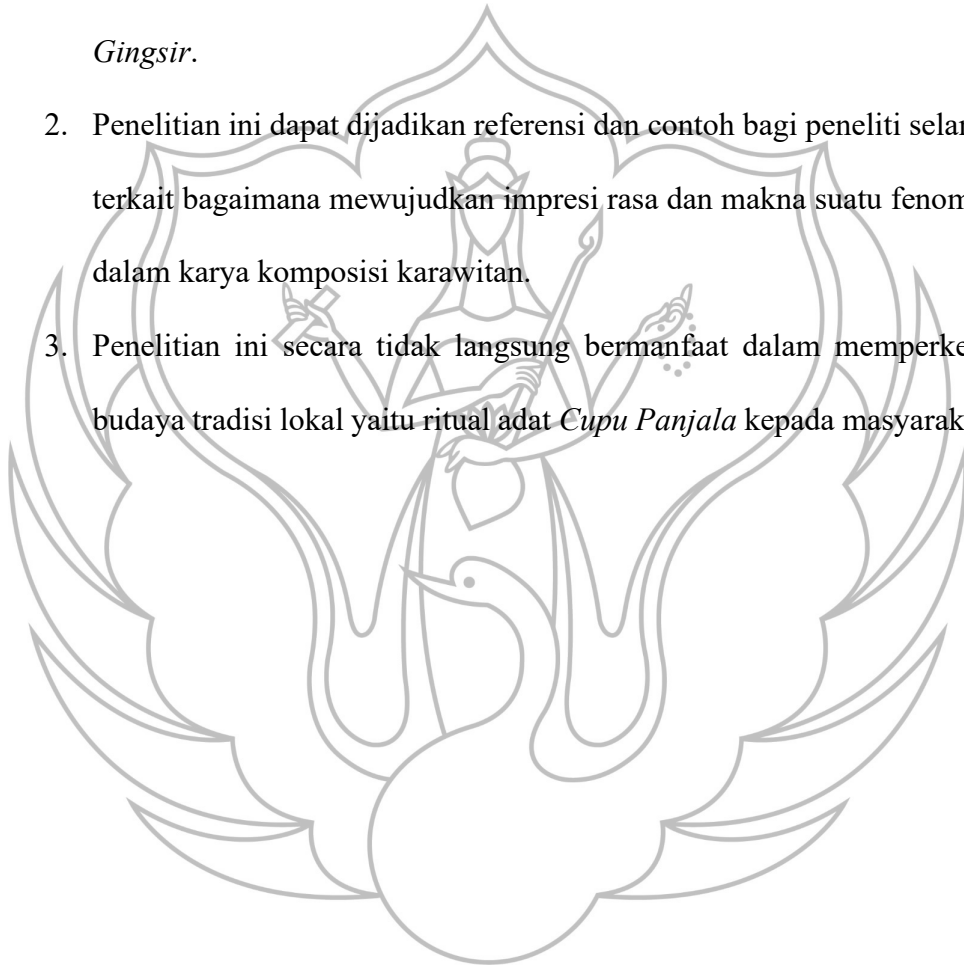 Gingsir.
2. Penelitian ini dapat dijadikan referensi dan contoh bagi peneliti selan
terkait bagaimana mewujudkan impresi rasa dan makna suatu fenom
dalam karya komposisi karawitan.
3. Penelitian ini secara tidak langsung bermanfaat dalam memperke
budaya tradisi lokal yaitu ritual adat Cupu Panjala kepada masyarak